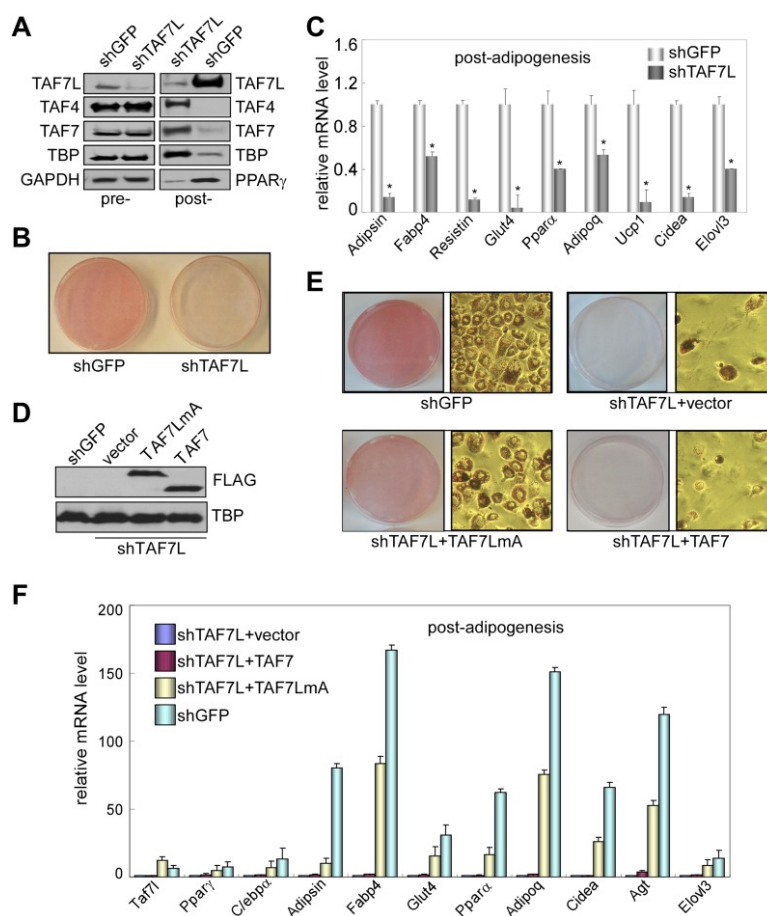 A
shGFP
shTAF7L
shTAF7L
shGFP
TAF7L
TAF7L
TAF4
TAF4
TAF7
TAF7
TBP
TBP
GAPDH
PPARγ
pre-
post-
B
shGFP
shTAF7L
C
post-adipogenesis
shGFP
shTAF7L
relative mRNA level
1.6
1.2
0.8
0.4
0
* * * * * * * * *
Adipsin
Fabp4
Resistin
Glut4
Pparα
Adipoq
Ucp1
Cidea
Elovl3
D
shGFP
vector
TAF7LmA
TAF7
FLAG
TBP
shTAF7L
E
shGFP
shTAF7L+vector
shTAF7L+TAF7LmA
shTAF7L+TAF7
F
post-adipogenesis
shTAF7L+vector
shTAF7L+TAF7
shTAF7L+TAF7LmA
shGFP
relative mRNA level
200
150
100
50
0
Taf7l
Pparγ
C/ebpα
Adipsin
Fabp4
Glut4
Pparα
Adipoq
Cidea
Agt
Elovl3